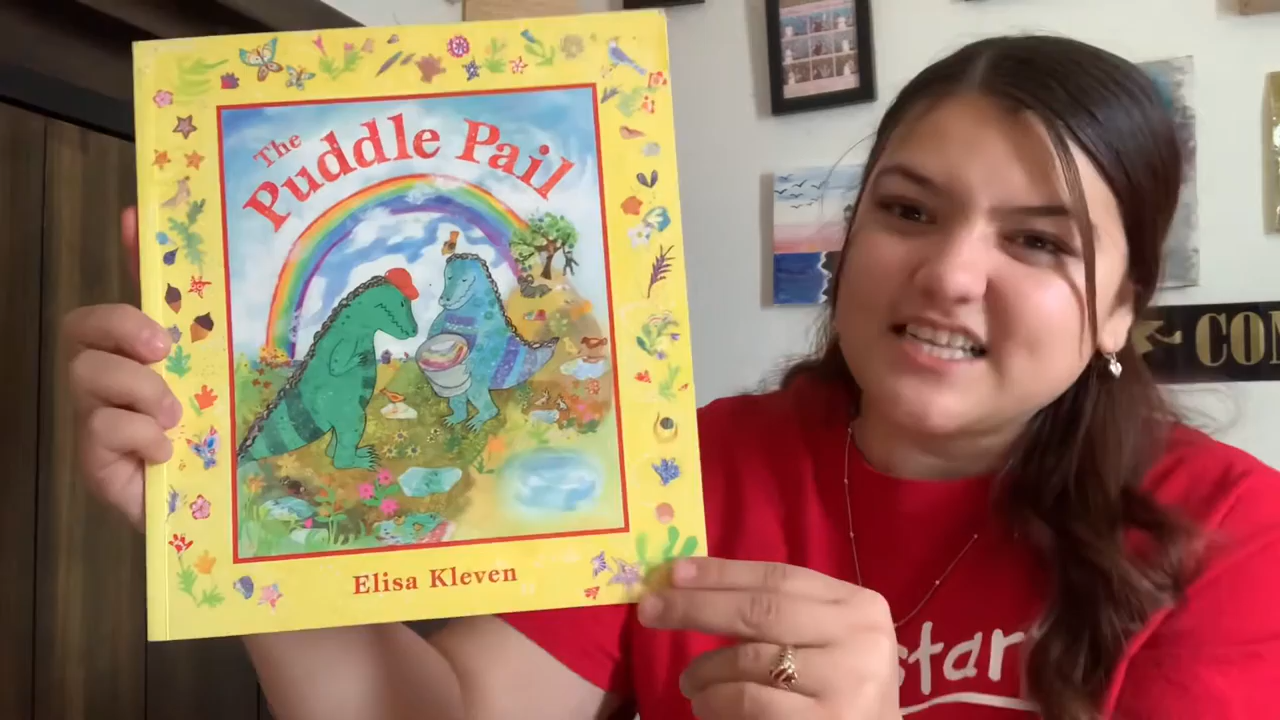 The
Puddle Pail
Elisa Kleven
star
CO